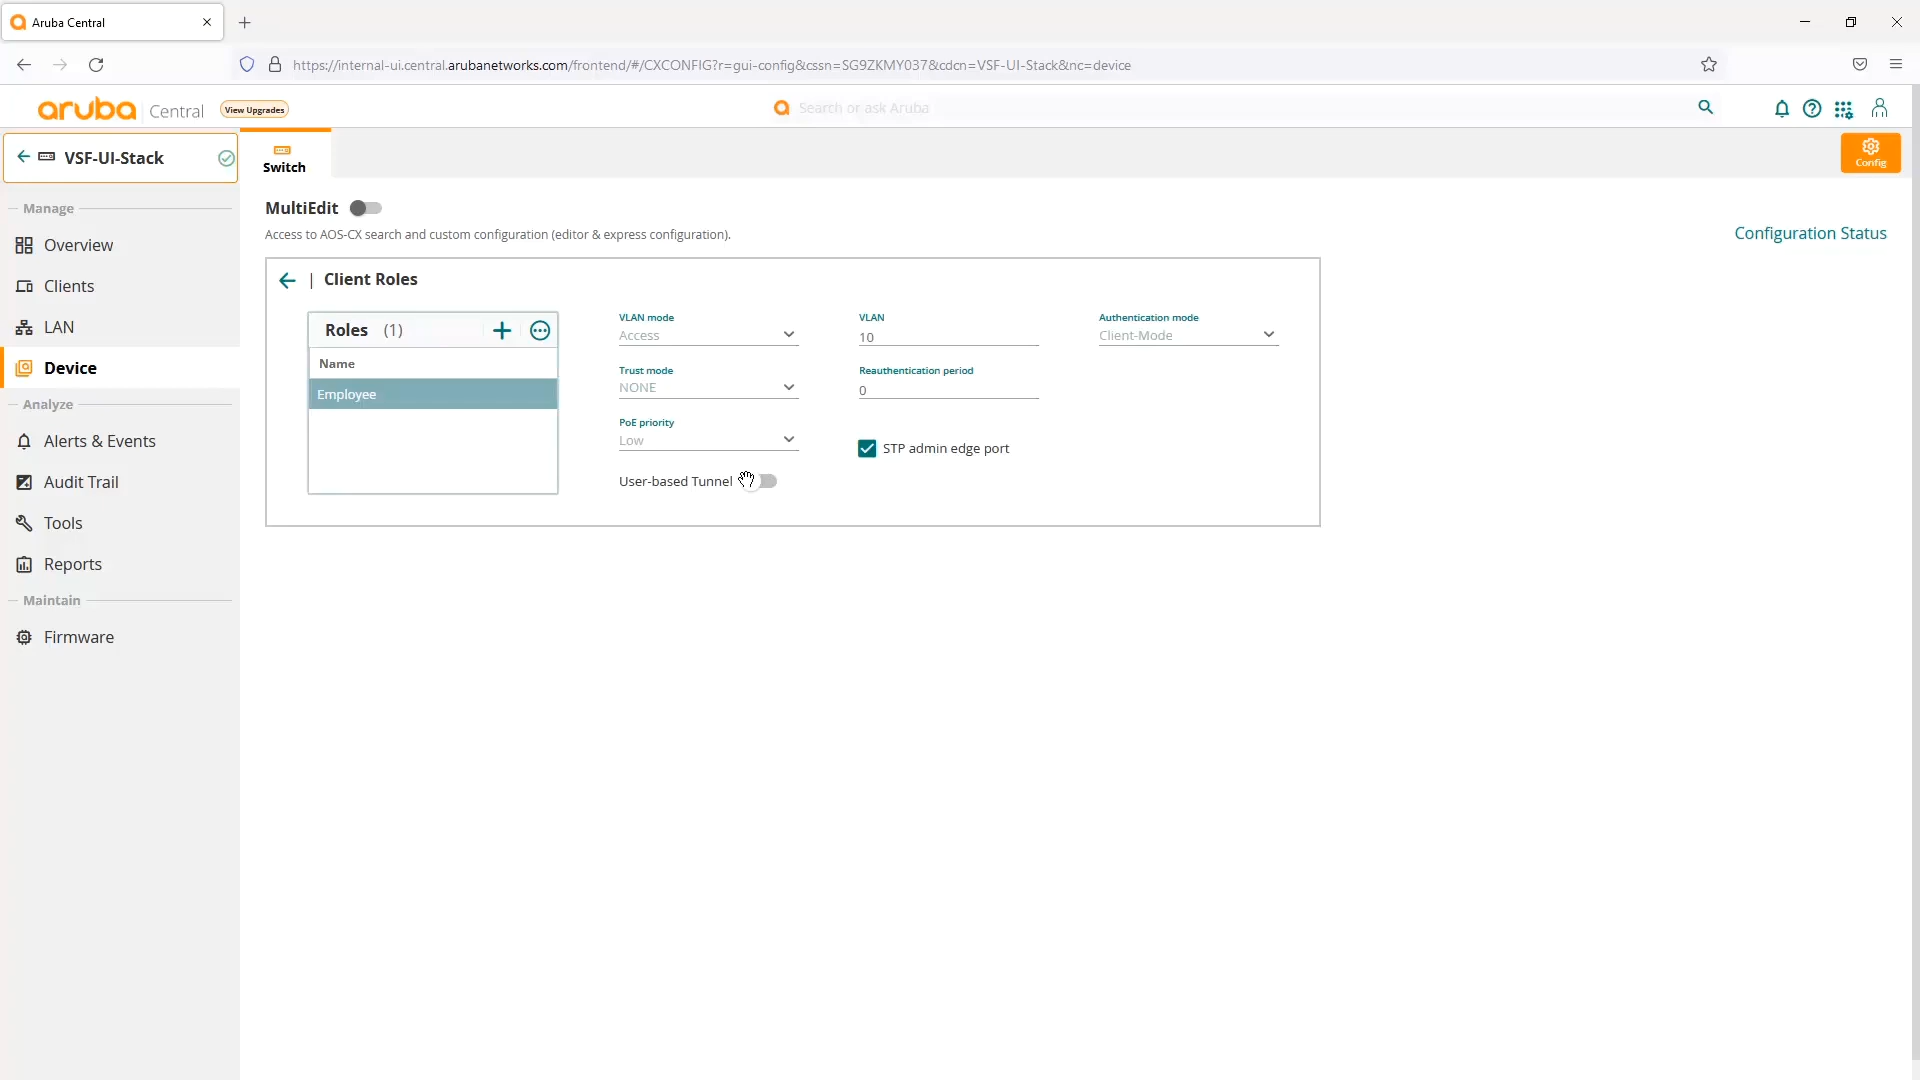 Aruba Central
https://internal-ui.central.arubanetworks.com/frontend/#/CXCONFIG?r=gui-config&cssn=SG9ZKMY037&cdcn=VSF-UI-Stack&nc=device
aruba Central View Upgrades
Search or ask Aruba
VSF-UI-Stack
Switch
Config
Manage
Overview
Clients
LAN
Device
Analyze
Alerts & Events
Audit Trail
Tools
Reports
Maintain
Firmware
MultiEdit
Access to AOS-CX search and custom configuration (editor & express configuration).
Configuration Status
| Client Roles
Roles (1)
Name
Employee
VLAN mode
Access
VLAN
10
Authentication mode
Client-Mode
Trust mode
NONE
Reauthentication period
0
PoE priority
Low
STP admin edge port
User-based Tunnel